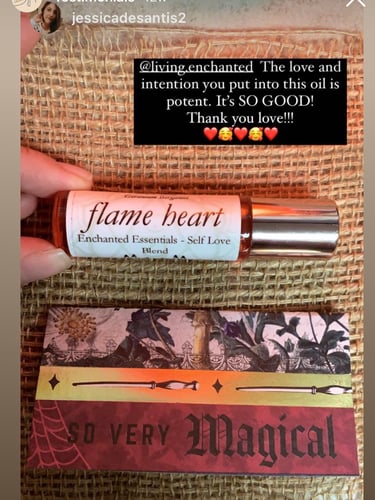 jessicadesantis2
@living.enchanted The love and
intention you put into this oil is
potent. It's SO GOOD!
Thank you love!!!
❤️🥰❤️🥰❤️
flame heart
Enchanted Essentials - Self Love
Blend
SO VERY Magical